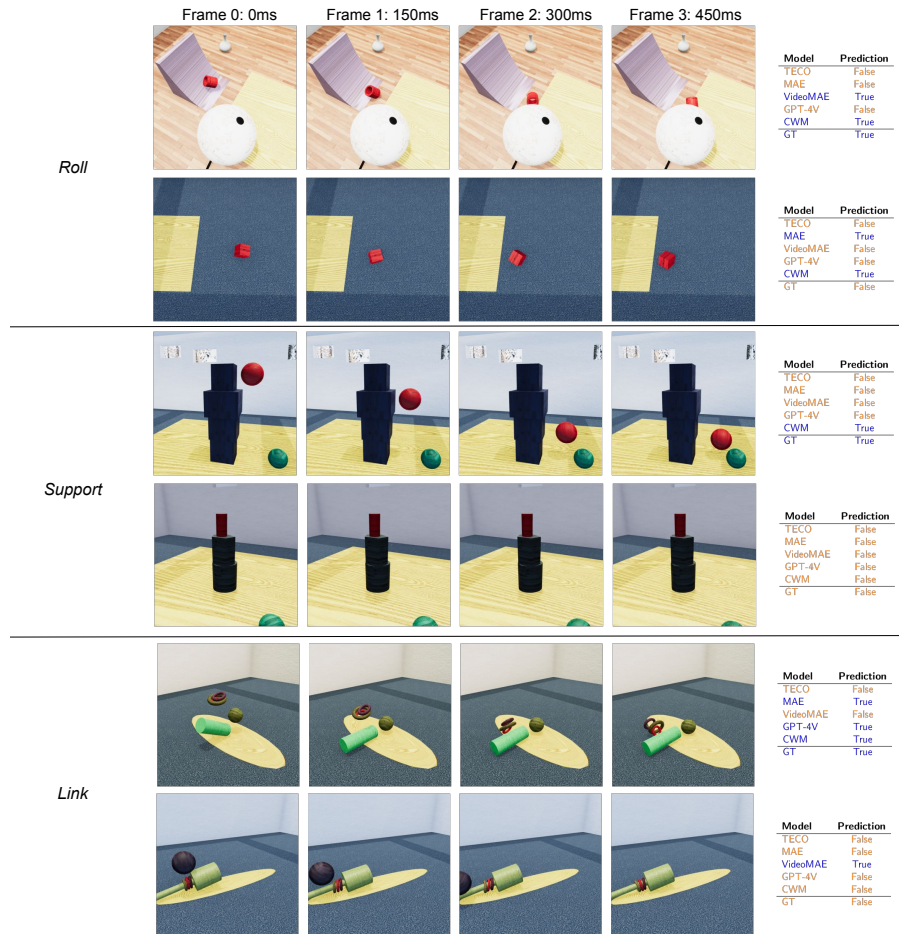 Frame 0: 0ms Frame 1: 150ms Frame 2: 300ms Frame 3: 450ms
Roll
Model Prediction
TECO False
MAE False
VideoMAE True
GPT-4V False
CWM True
GT True
Model Prediction
TECO False
MAE True
VideoMAE False
GPT-4V False
CWM True
GT False
Support
Model Prediction
TECO False
MAE False
VideoMAE False
GPT-4V False
CWM True
GT True
Model Prediction
TECO False
MAE False
VideoMAE False
GPT-4V False
CWM False
GT False
Link
Model Prediction
TECO False
MAE True
VideoMAE False
GPT-4V True
CWM True
GT True
Model Prediction
TECO False
MAE False
VideoMAE True
GPT-4V False
CWM False
GT False